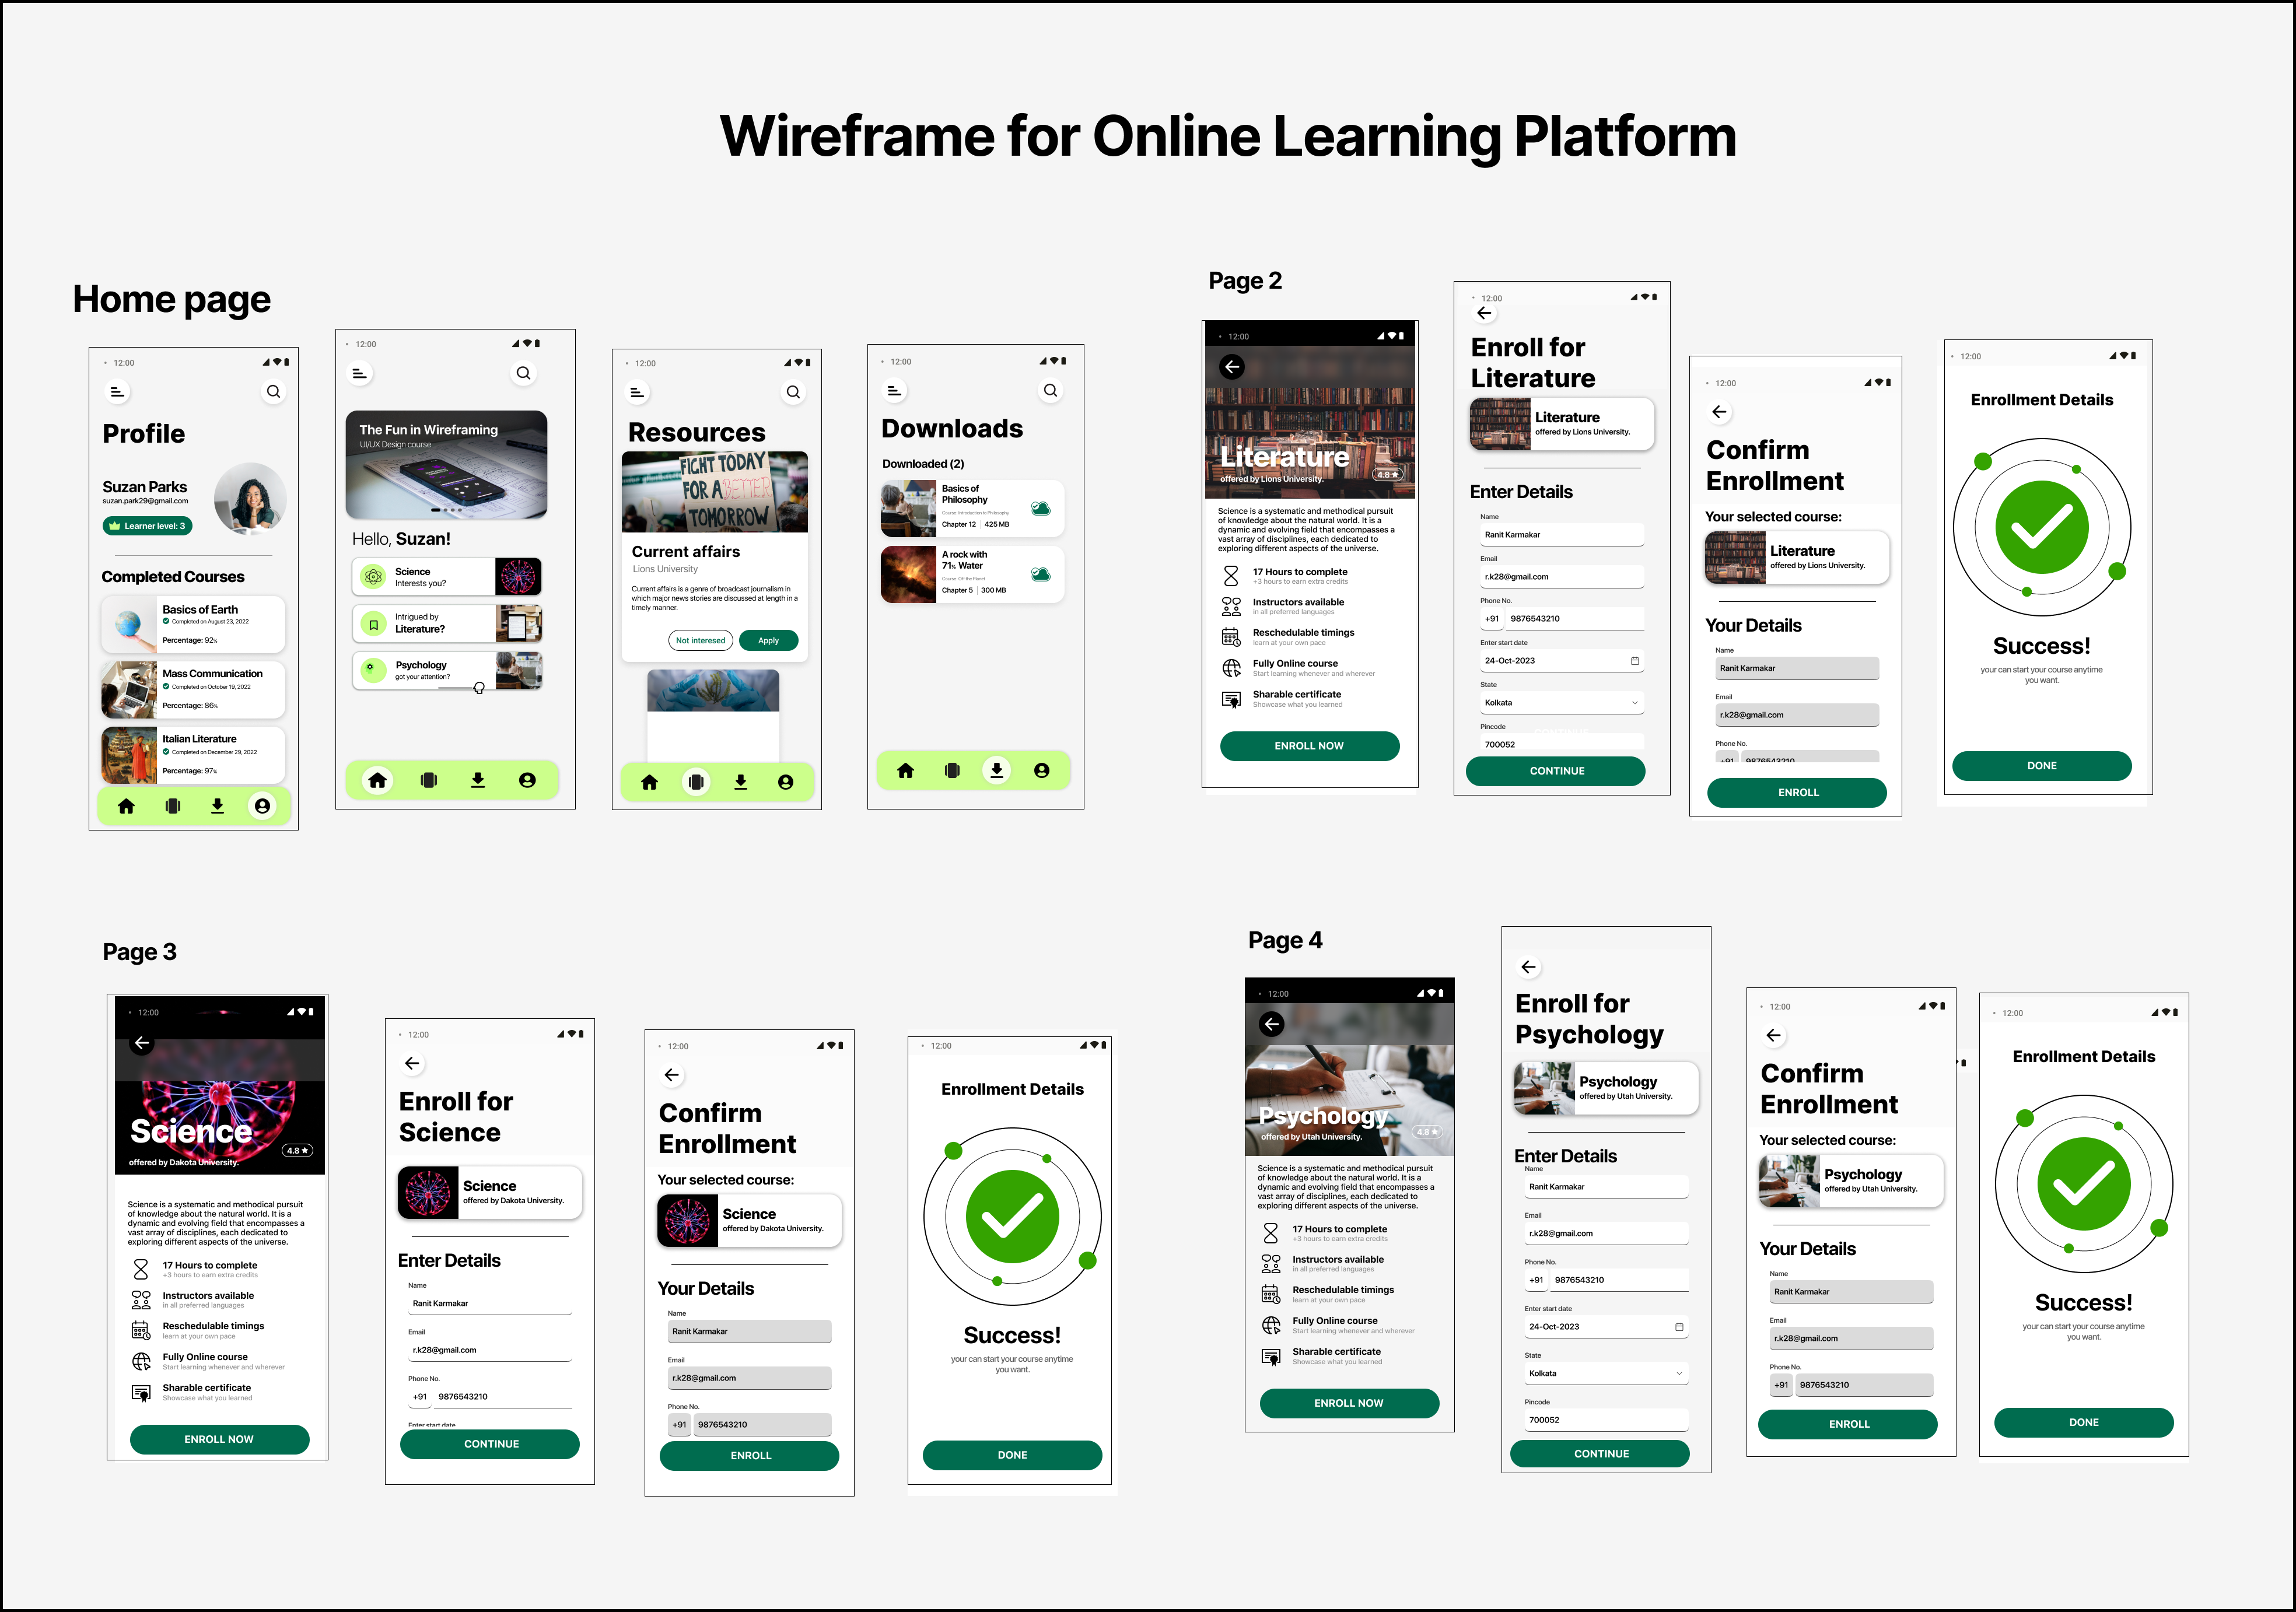 Wireframe for Online Learning Platform
Home page
12:00
Profile
Suzan Parks
suzan.park29@gmail.com
Learner level: 3
Completed Courses
Basics of Earth
Completed on August 23, 2022
Percentage: 92%
Mass Communication
Completed on October 19, 2022
Percentage: 86%
Italian Literature
Completed on December 29, 2022
Percentage: 97%
12:00
The Fun in Wireframing
UI/UX Design course
Hello, Suzan!
Science
Interests you?
Intrigued by
Literature?
Psychology
got your attention?
12:00
Resources
FIGHT TODAY
FOR A BETTER
TOMORROW
Current affairs
Lions University
Current affairs is a genre of broadcast journalism in
which major news stories are discussed at length in a
timely manner.
Not interesed
Apply
12:00
Downloads
Downloaded (2)
Basics of
Philosophy
Course: Introduction to Philosophy
Chapter 12 | 425 MB
A rock with
71% Water
Course: Off the Planet
Chapter 5 | 300 MB
Page 2
12:00
Literature
4.8 ★
offered by Lions University.
Science is a systematic and methodical pursuit
of knowledge about the natural world. It is a
dynamic and evolving field that encompasses a
vast array of disciplines, each dedicated to
exploring different aspects of the universe.
17 Hours to complete
+3 hours to earn extra credits
Instructors available
in all preferred languages
Reschedulable timings
learn at your own pace
Fully Online course
Start learning whenever and wherever
Sharable certificate
Showcase what you learned
ENROLL NOW
12:00
Enroll for
Literature
Literature
offered by Lions University.
Enter Details
Name
Ranit Karmakar
Email
r.k28@gmail.com
Phone No.
+91 9876543210
Enter start date
24-Oct-2023
State
Kolkata
Pincode
700052
CONTINUE
12:00
Confirm
Enrollment
Your selected course:
Literature
offered by Lions University.
Your Details
Name
Ranit Karmakar
Email
r.k28@gmail.com
Phone No.
+91 9876543210
ENROLL
12:00
Enrollment Details
Success!
your can start your course anytime
you want.
DONE
Page 3
12:00
Science
4.8 ★
offered by Dakota University.
Science is a systematic and methodical pursuit
of knowledge about the natural world. It is a
dynamic and evolving field that encompasses a
vast array of disciplines, each dedicated to
exploring different aspects of the universe.
17 Hours to complete
+3 hours to earn extra credits
Instructors available
in all preferred languages
Reschedulable timings
learn at your own pace
Fully Online course
Start learning whenever and wherever
Sharable certificate
Showcase what you learned
ENROLL NOW
12:00
Enroll for
Science
Science
offered by Dakota University.
Enter Details
Name
Ranit Karmakar
Email
r.k28@gmail.com
Phone No.
+91 9876543210
Enter start date
CONTINUE
12:00
Confirm
Enrollment
Your selected course:
Science
offered by Dakota University.
Your Details
Name
Ranit Karmakar
Email
r.k28@gmail.com
Phone No.
+91 9876543210
ENROLL
12:00
Enrollment Details
Success!
your can start your course anytime
you want.
DONE
Page 4
12:00
Psychology
4.8 ★
offered by Utah University.
Science is a systematic and methodical pursuit
of knowledge about the natural world. It is a
dynamic and evolving field that encompasses a
vast array of disciplines, each dedicated to
exploring different aspects of the universe.
17 Hours to complete
+3 hours to earn extra credits
Instructors available
in all preferred languages
Reschedulable timings
learn at your own pace
Fully Online course
Start learning whenever and wherever
Sharable certificate
Showcase what you learned
ENROLL NOW
Enroll for
Psychology
Psychology
offered by Utah University.
Enter Details
Name
Ranit Karmakar
Email
r.k28@gmail.com
Phone No.
+91 9876543210
Enter start date
24-Oct-2023
State
Kolkata
Pincode
700052
CONTINUE
12:00
Confirm
Enrollment
Your selected course:
Psychology
offered by Utah University.
Your Details
Name
Ranit Karmakar
Email
r.k28@gmail.com
Phone No.
+91 9876543210
ENROLL
12:00
Enrollment Details
Success!
your can start your course anytime
you want.
DONE